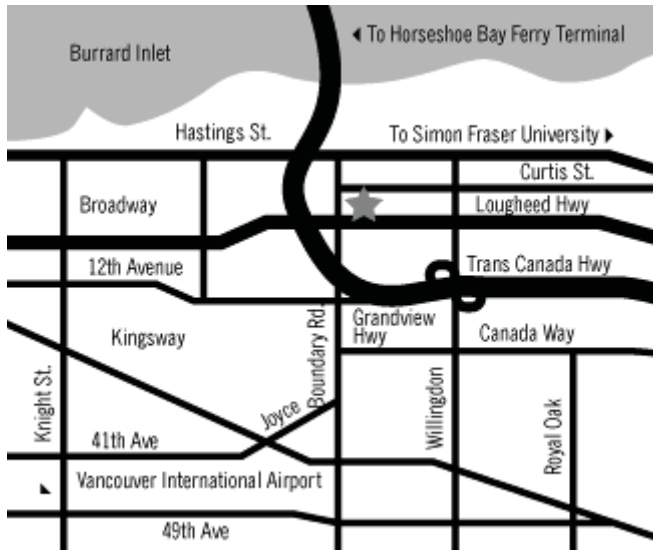 To Horseshoe Bay Ferry Terminal
Burrard Inlet
Hastings St.
To Simon Fraser University
Curtis St.
Broadway
Lougheed Hwy
12th Avenue
Trans Canada Hwy
Grandview
Hwy
Kingsway
Canada Way
Boundary Rd.
Knight St.
Willingdon
Royal Oak
Joyce
41th Ave
Vancouver International Airport
49th Ave